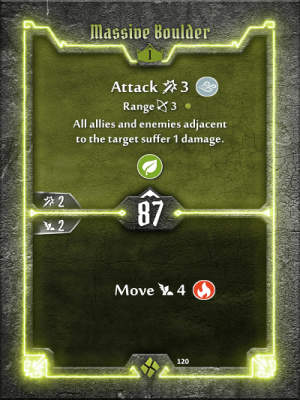 Massive Boulder
1
Attack 3
Range 3
All allies and enemies adjacent
to the target suffer 1 damage.
2
87
2
Move 4
120